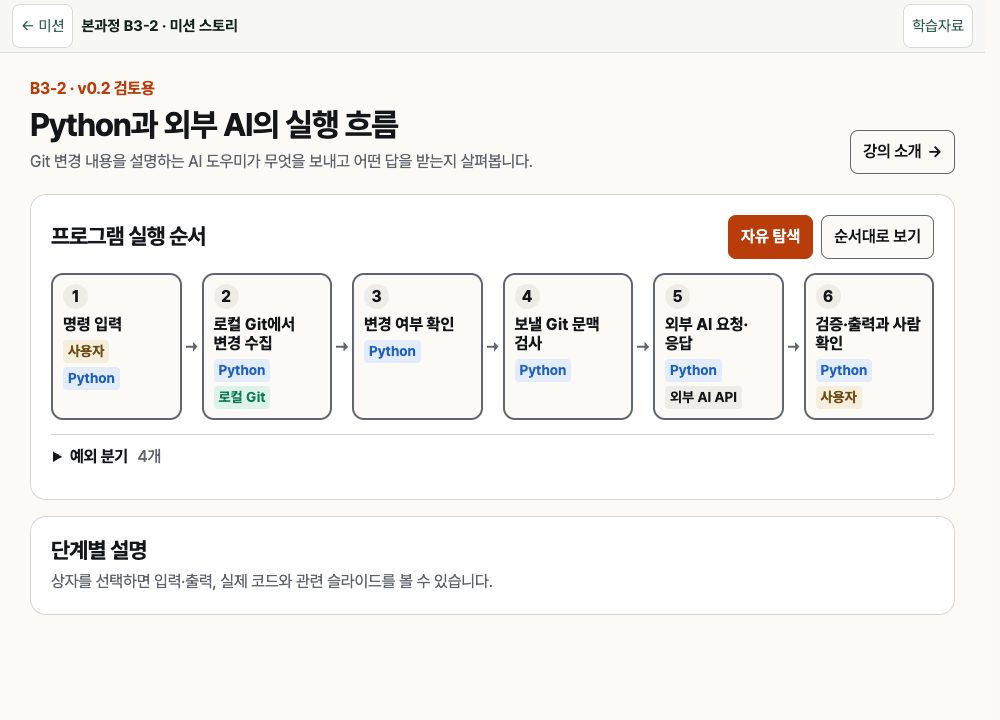 ← 미션
본과정 B3-2 · 미션 스토리
학습자료
B3-2 · v0.2 검토용
Python과 외부 AI의 실행 흐름
Git 변경 내용을 설명하는 AI 도우미가 무엇을 보내고 어떤 답을 받는지 살펴봅니다.
강의 소개 →
프로그램 실행 순서
자유 탐색
순서대로 보기
1
명령 입력
사용자
Python
→
2
로컬 Git에서
변경 수집
Python
로컬 Git
→
3
변경 여부 확인
Python
→
4
보낼 Git 문맥
검사
Python
→
5
외부 AI 요청·
응답
Python
외부 AI API
→
6
검증·출력과 사람
확인
Python
사용자
▶ 예외 분기 4개
단계별 설명
상자를 선택하면 입력·출력, 실제 코드와 관련 슬라이드를 볼 수 있습니다.